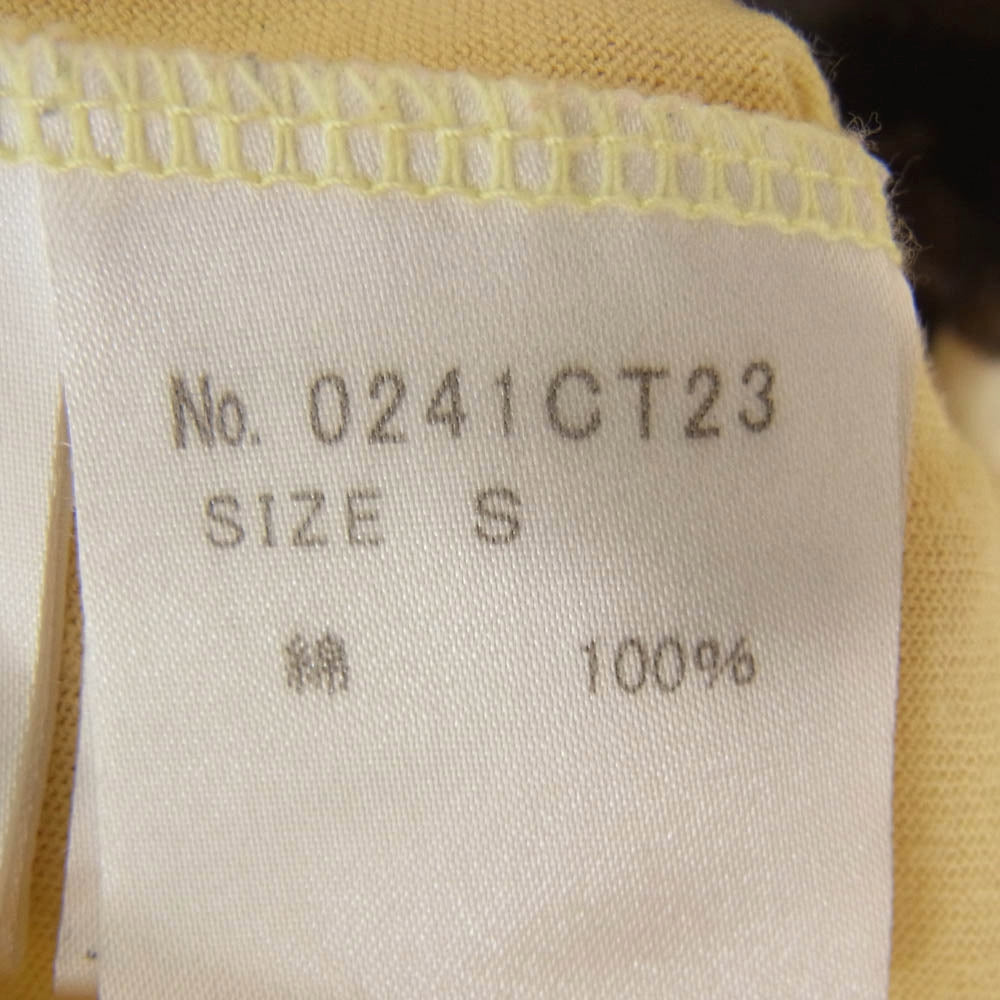 No. 0241CT23
SIZE S
綿 100%